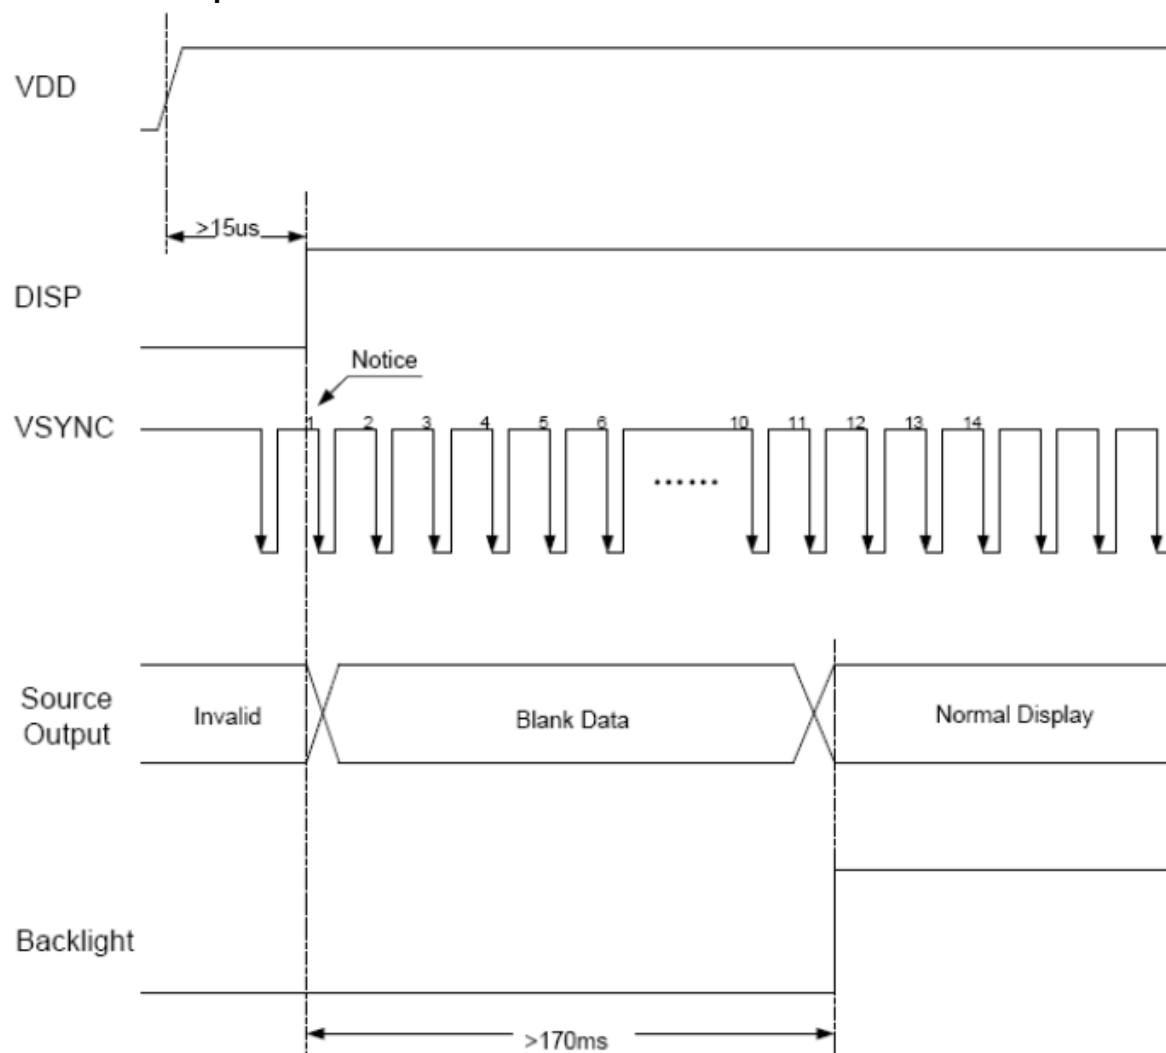 VDD
>15us
DISP
Notice
VSYNC
1 2 3 4 5 6 10 11 12 13 14
......
Source
Output
Invalid
Blank Data
Normal Display
Backlight
>170ms